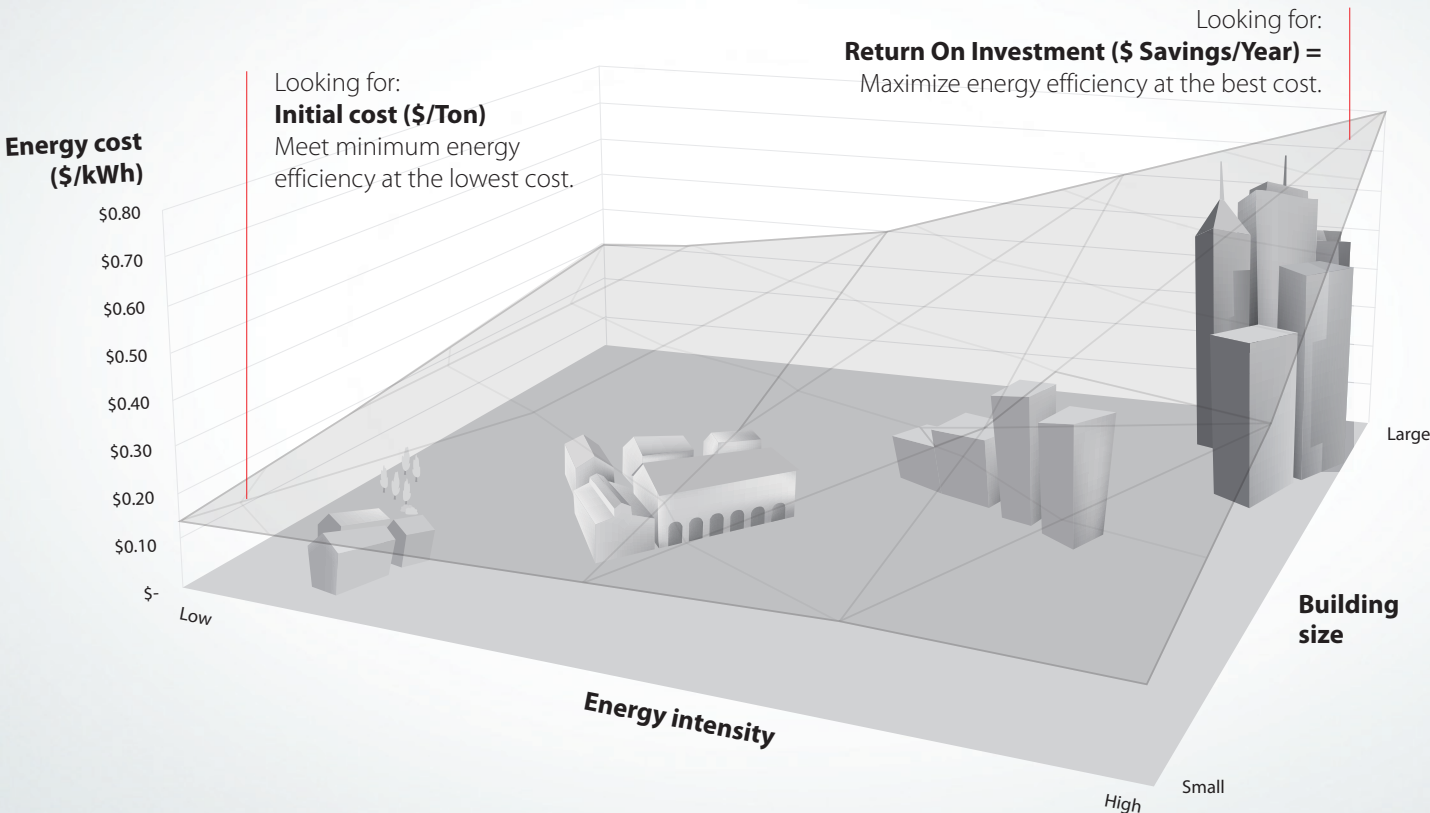 Looking for:
Return On Investment ($ Savings/Year) =
Maximize energy efficiency at the best cost.
Looking for:
Initial cost ($/Ton)
Meet minimum energy
efficiency at the lowest cost.
Energy cost
($/kWh)
$0.80
$0.70
$0.60
$0.50
$0.40
$0.30
$0.20
$0.10
$-
Low
Energy intensity
High
Small
Building
size
Large